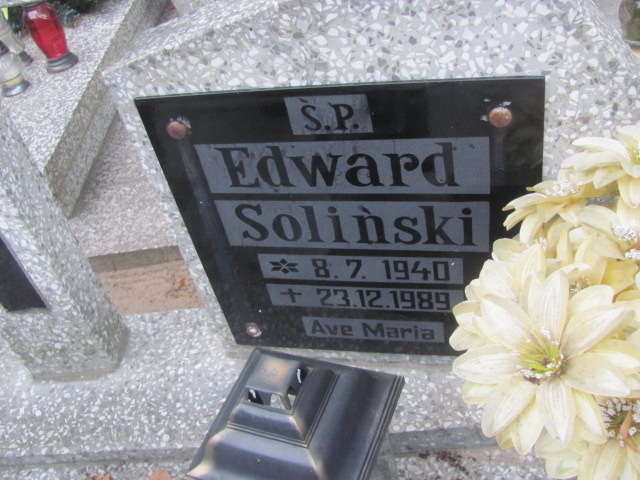 Ś.P.
Edward
Soliński
* 8. 7. 1940
+ 23.12.1989
Ave Maria